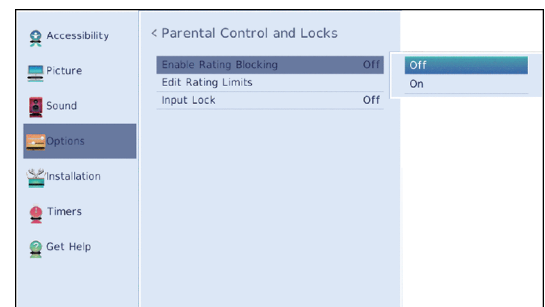 Accessibility
Picture
Sound
Options
Installation
Timers
Get Help
< Parental Control and Locks
Enable Rating Blocking Off
Edit Rating Limits
Input Lock Off
Off
On